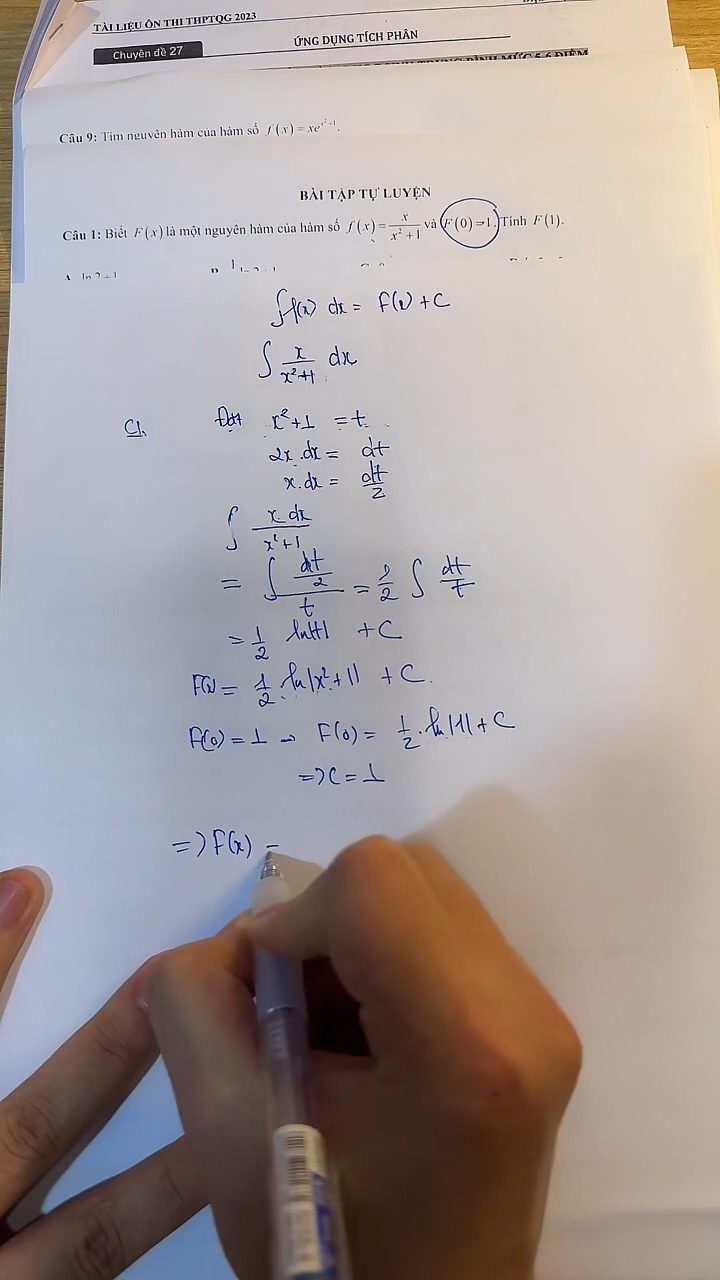 TÀI LIỆU ÔN THI THPTQG 2023
Chuyên đề 27
ỨNG DỤNG TÍCH PHÂN
MỨC 5-6 ĐIỂM
Câu 9: Tìm nguyên hàm của hàm số f(x) = xe^{x²+1}.
BÀI TẬP TỰ LUYỆN
Câu 1: Biết F(x) là một nguyên hàm của hàm số f(x) = x/(x²+1) và F(0)=1. Tính F(1).
∫f(x) dx = F(x) + C
∫ x/(x²+1) dx
C1. Đặt x²+1 = t
2x.dx = dt
x.dx = dt/2
∫ x dx/(x²+1)
= ∫ (dt/2)/t = 1/2 ∫ dt/t
= 1/2 ln|t| + C
F(x) = 1/2 . ln|x²+1| + C.
F(0) = 1 → F(0) = 1/2 . ln|1| + C
=> C = 1
=> F(x) =